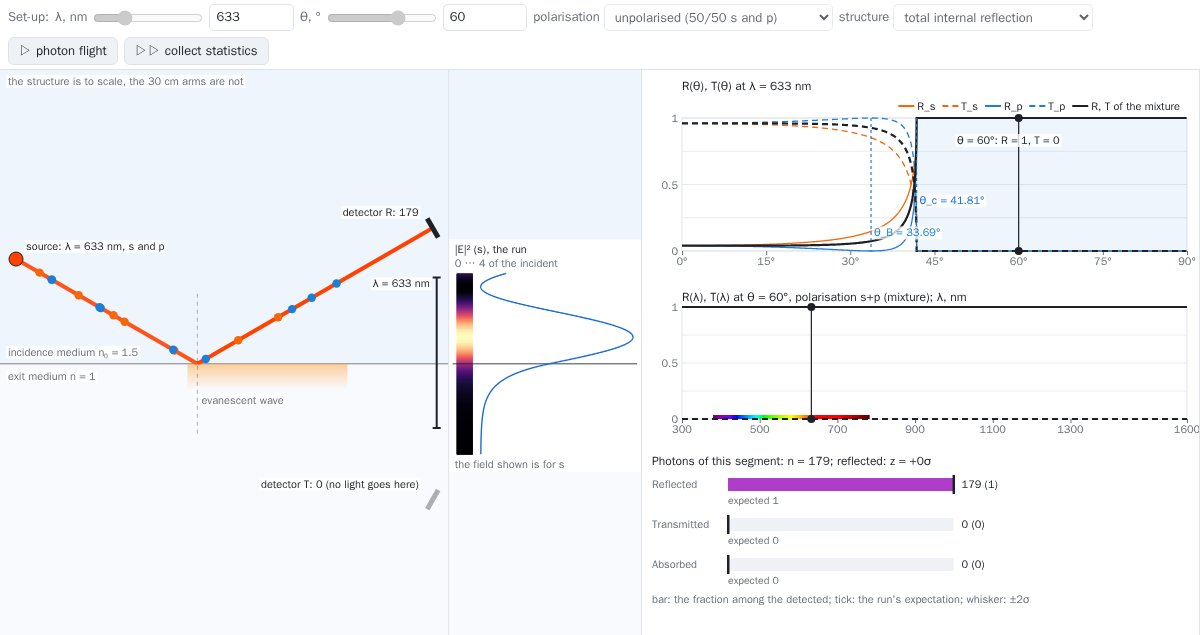 Set-up: λ, nm 633 θ, ° 60 polarisation unpolarised (50/50 s and p) structure total internal reflection
photon flight collect statistics
the structure is to scale, the 30 cm arms are not
detector R: 179
source: λ = 633 nm, s and p
λ = 633 nm
incidence medium n₀ = 1.5
exit medium n = 1
evanescent wave
detector T: 0 (no light goes here)
|E|² (s), the run
0 ⋯ 4 of the incident
the field shown is for s
R(θ), T(θ) at λ = 633 nm
R_s T_s R_p T_p R, T of the mixture
1
θ = 60°: R = 1, T = 0
0.5
θ_c = 41.81°
θ_B = 33.69°
0
0° 15° 30° 45° 60° 75° 90°
R(λ), T(λ) at θ = 60°, polarisation s+p (mixture); λ, nm
1
0.5
0
300 500 700 900 1100 1300 1600
Photons of this segment: n = 179; reflected: z = +0σ
Reflected 179 (1)
expected 1
Transmitted 0 (0)
expected 0
Absorbed 0 (0)
expected 0
bar: the fraction among the detected; tick: the run's expectation; whisker: ±2σ